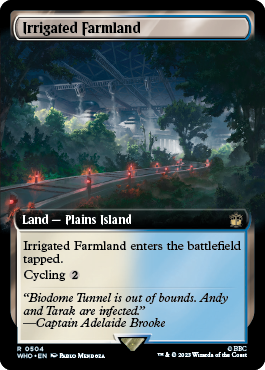 Irrigated Farmland
Land — Plains Island
Irrigated Farmland enters the battlefield
tapped.
Cycling 2
“Biodome Tunnel is out of bounds. Andy
and Tarak are infected.”
—Captain Adelaide Brooke
R 0504
WHO • EN Pablo Mendoza
© BBC
™ & © 2023 Wizards of the Coast